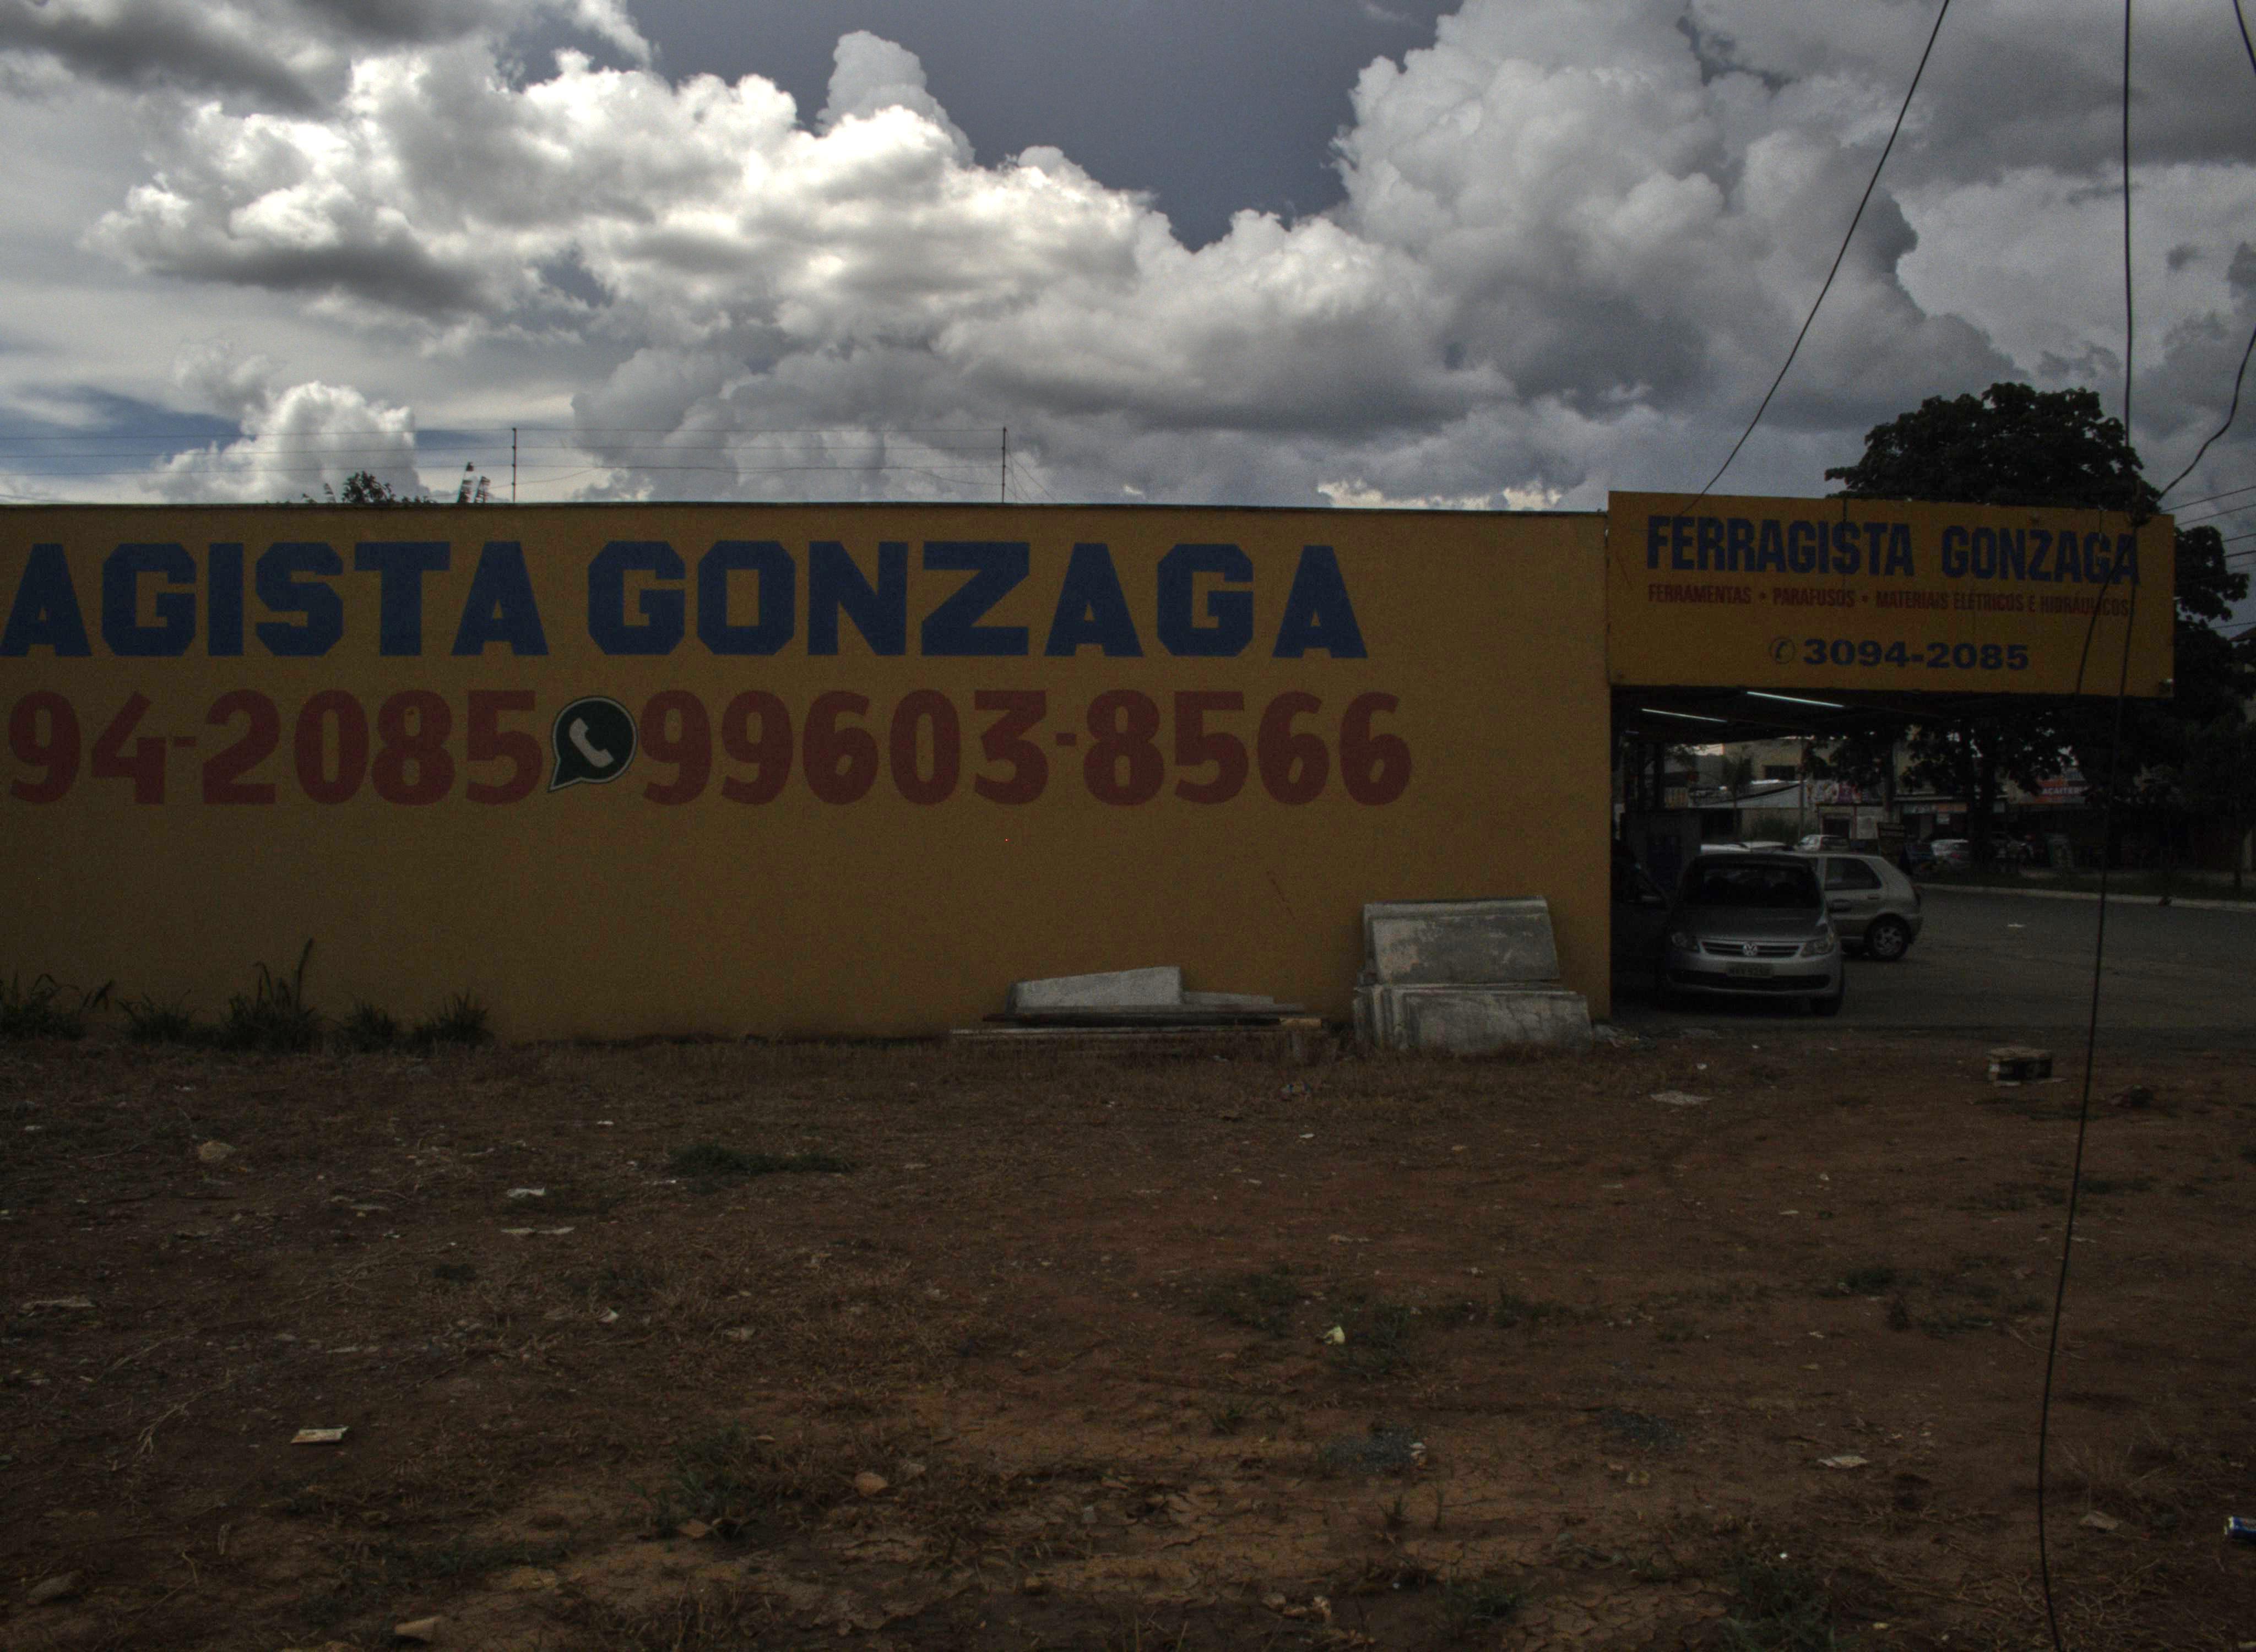 AGISTA GONZAGA
94-2085 99603-8566
FERRAGISTA GONZAGA
FERRAMENTAS • PARAFUSOS • MATERIAIS ELÉTRICOS E HIDRÁULICOS
✆ 3094-2085